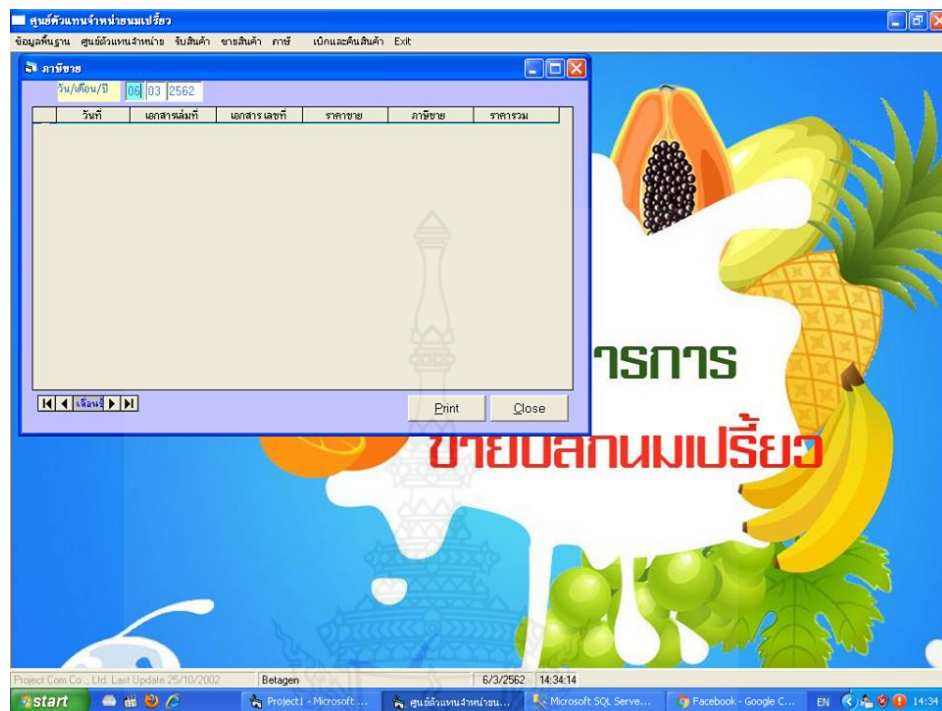 ศูนย์ตัวแทนจำหน่ายนมเปรี้ยว
ข้อมูลพื้นฐาน ศูนย์ตัวแทนจำหน่าย รับสินค้า ขายสินค้า ภาษี เบิกและคืนสินค้า Exit
ภาษีขาย
วัน/เดือน/ปี 06 03 2562
วันที่ เอกสารเล่มที่ เอกสารเลขที่ ราคาขาย ภาษีขาย ราคารวม
Print Close
ารการ
ขายปลีกนมเปรี้ยว
Project Com Co ., Ltd. Last Update 25/10/2002 Betagen 6/3/2562 14:34:14
start Project1 - Microsoft ... ศูนย์ตัวแทนจำหน่ายน... Microsoft SQL Serve... Facebook - Google C... EN 14:34